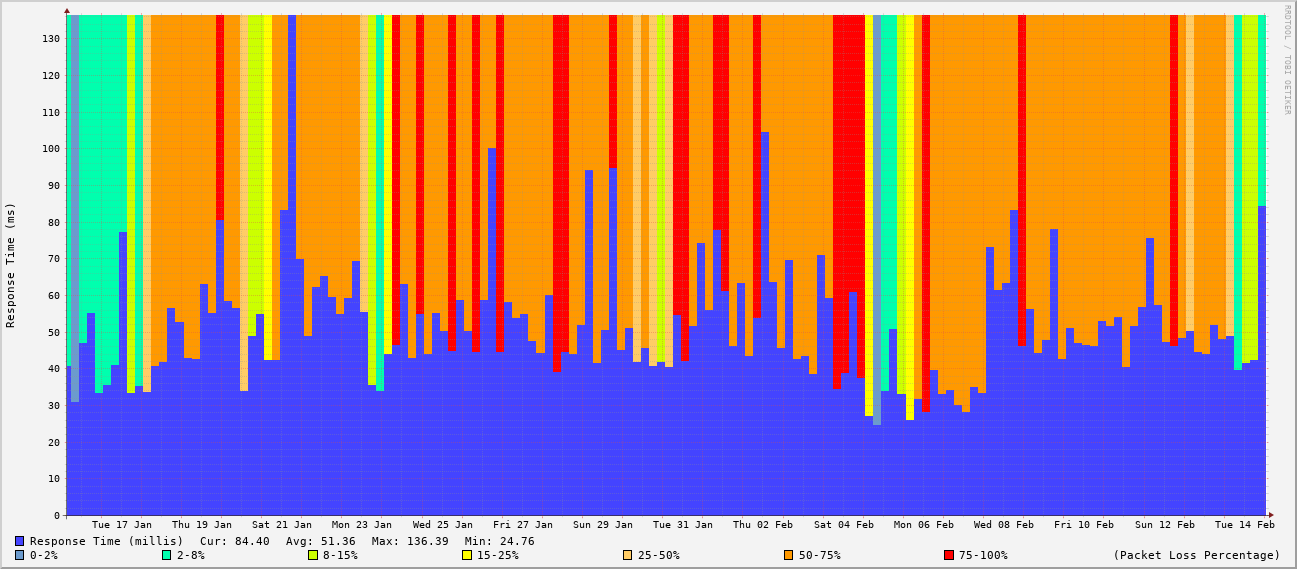 RRDTOOL / TOBI OETIKER
Response Time (ms)
130
120
110
100
90
80
70
60
50
40
30
20
10
0
Tue 17 Jan Thu 19 Jan Sat 21 Jan Mon 23 Jan Wed 25 Jan Fri 27 Jan Sun 29 Jan Tue 31 Jan Thu 02 Feb Sat 04 Feb Mon 06 Feb Wed 08 Feb Fri 10 Feb Sun 12 Feb Tue 14 Feb
Response Time (millis) Cur: 84.40 Avg: 51.36 Max: 136.39 Min: 24.76
0-2% 2-8% 8-15% 15-25% 25-50% 50-75% 75-100% (Packet Loss Percentage)